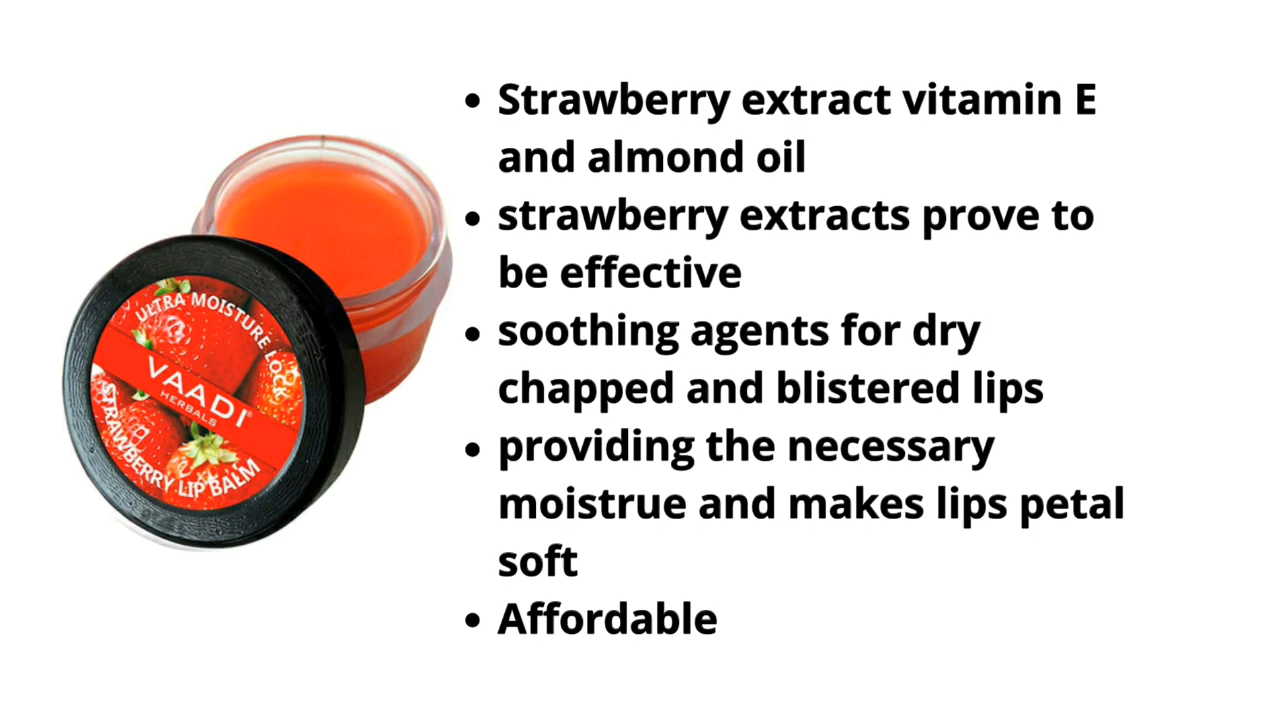 ULTRA MOISTURE LOCK
VAADI®
HERBALS
STRAWBERRY LIP BALM
• Strawberry extract vitamin E
and almond oil
• strawberry extracts prove to
be effective
• soothing agents for dry
chapped and blistered lips
• providing the necessary
moistrue and makes lips petal
soft
• Affordable